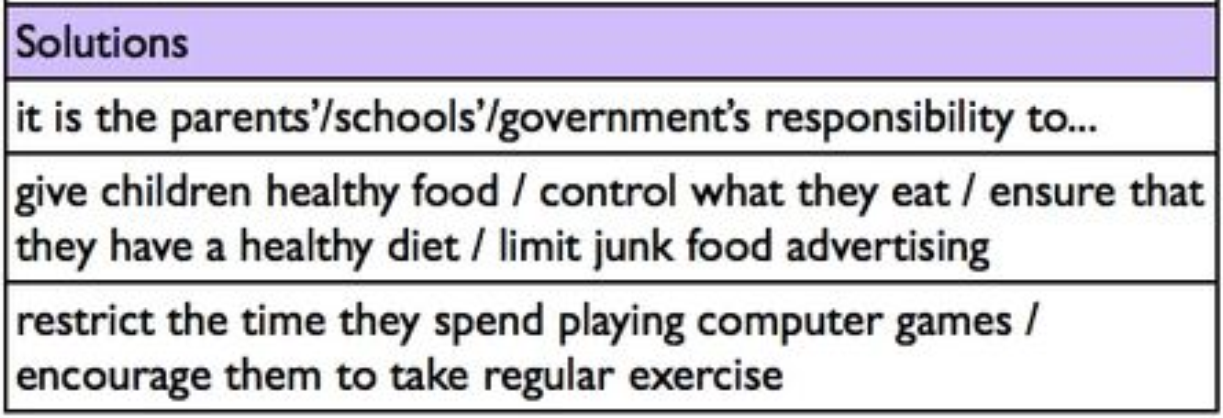 Solutions
it is the parents'/schools'/government's responsibility to...
give children healthy food / control what they eat / ensure that
they have a healthy diet / limit junk food advertising
restrict the time they spend playing computer games /
encourage them to take regular exercise